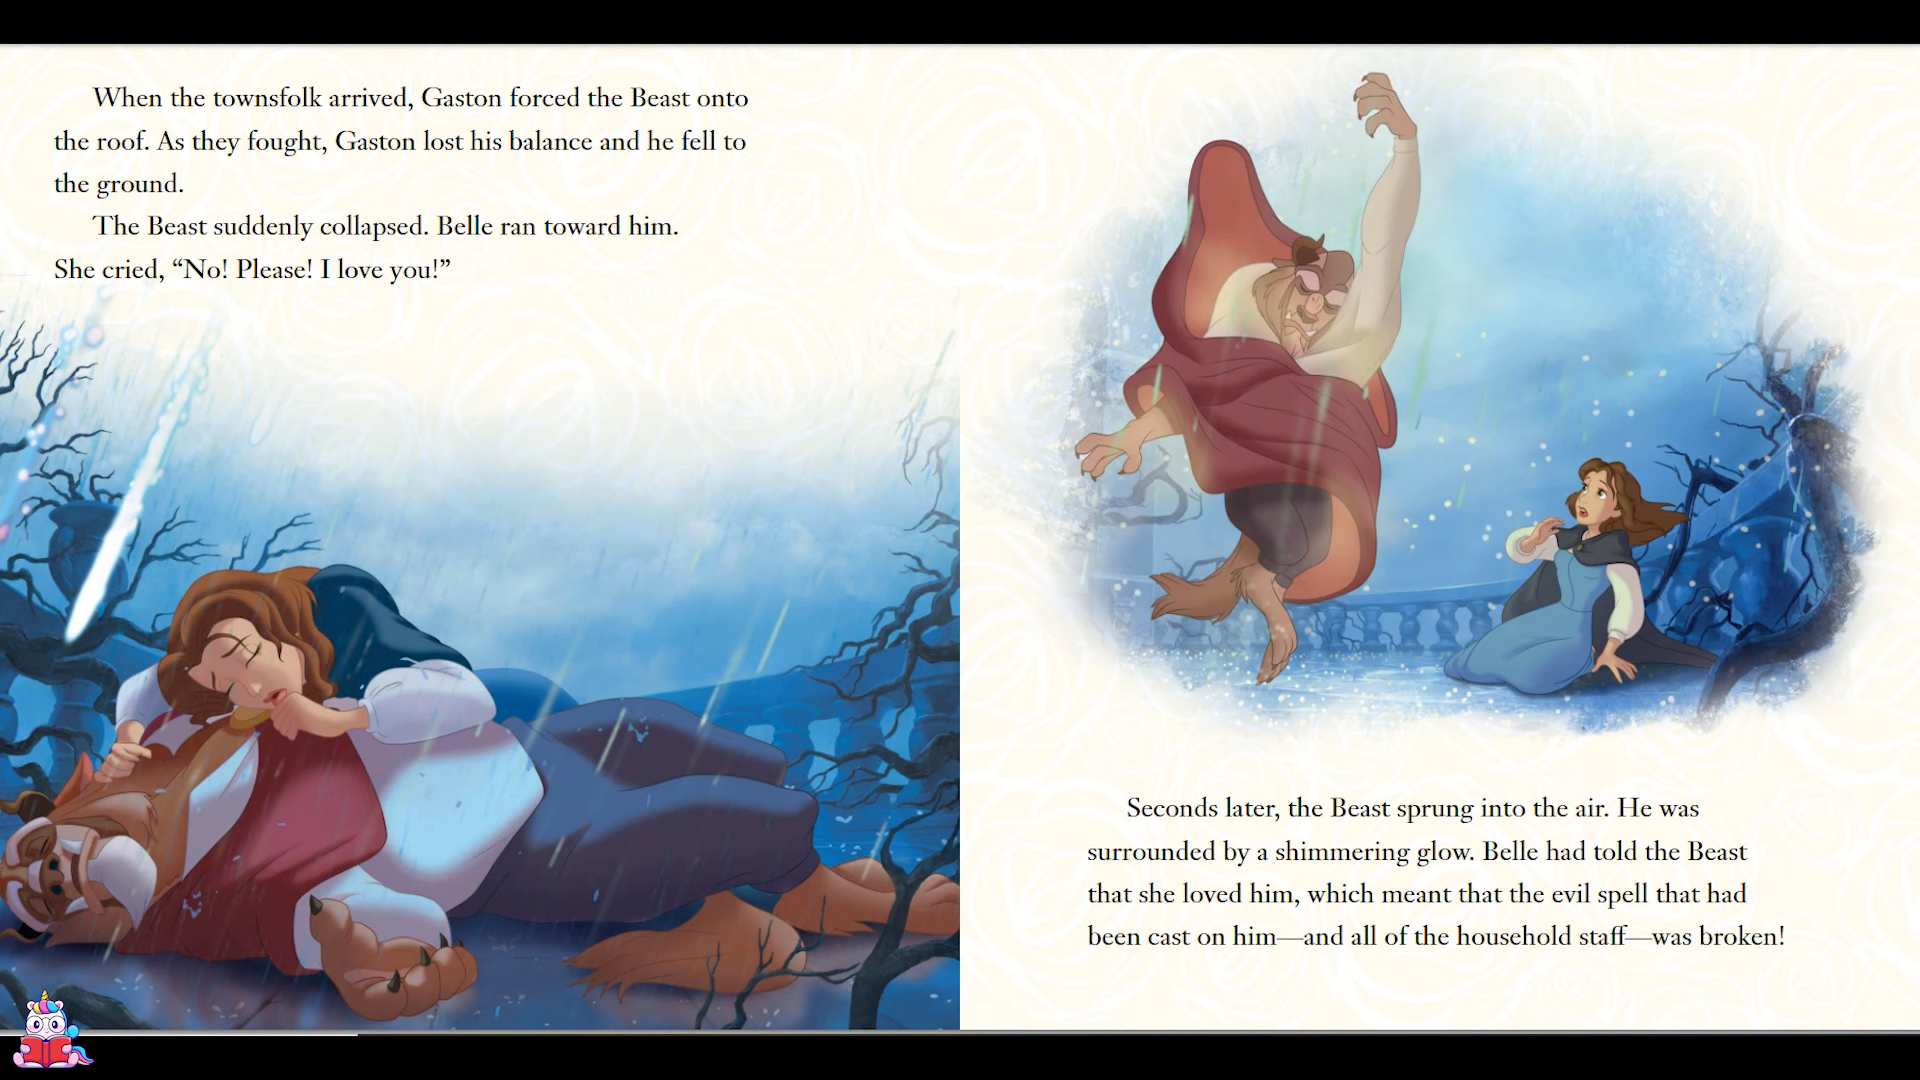 When the townsfolk arrived, Gaston forced the Beast onto
the roof. As they fought, Gaston lost his balance and he fell to
the ground.
The Beast suddenly collapsed. Belle ran toward him.
She cried, “No! Please! I love you!”
Seconds later, the Beast sprung into the air. He was
surrounded by a shimmering glow. Belle had told the Beast
that she loved him, which meant that the evil spell that had
been cast on him—and all of the household staff—was broken!